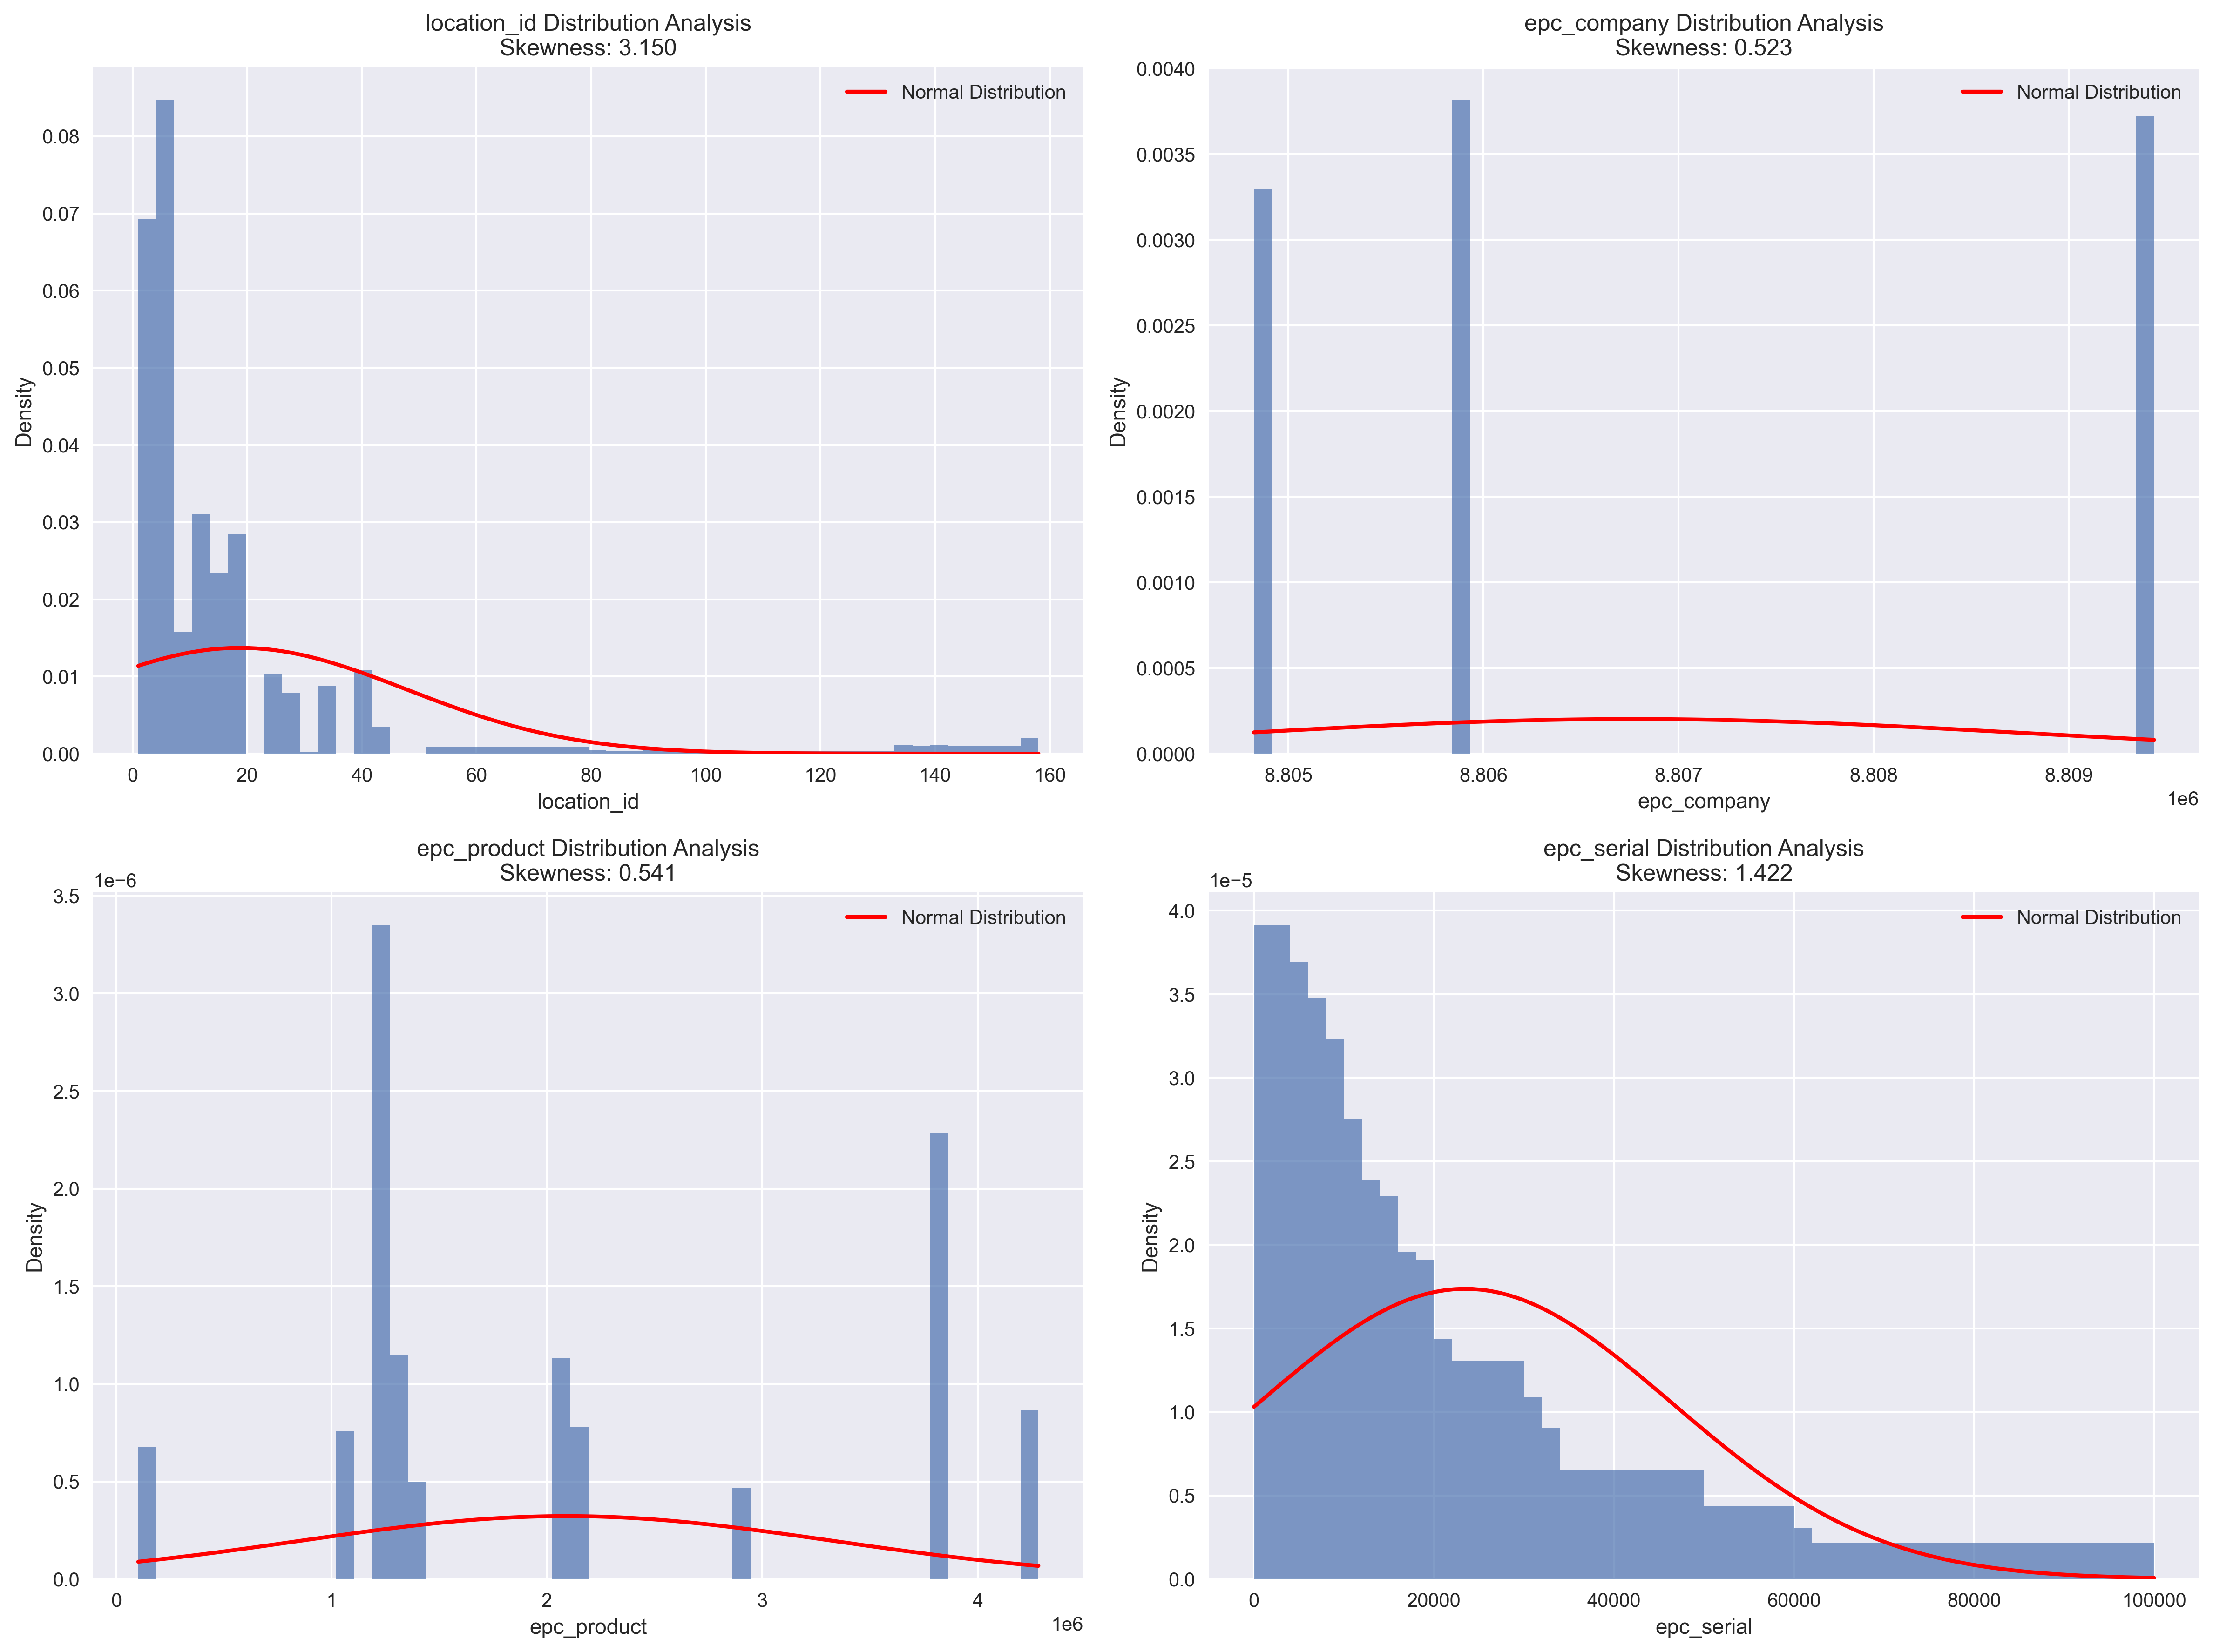 location_id Distribution Analysis
Skewness: 3.150
Normal Distribution
0.08
0.07
0.06
0.05
0.04
0.03
0.02
0.01
0.00
Density
0 20 40 60 80 100 120 140 160
location_id
epc_company Distribution Analysis
Skewness: 0.523
Normal Distribution
0.0040
0.0035
0.0030
0.0025
0.0020
0.0015
0.0010
0.0005
0.0000
Density
8.805 8.806 8.807 8.808 8.809
1e6
epc_company
epc_product Distribution Analysis
Skewness: 0.541
1e−6
Normal Distribution
3.5
3.0
2.5
2.0
1.5
1.0
0.5
0.0
Density
0 1 2 3 4
1e6
epc_product
epc_serial Distribution Analysis
Skewness: 1.422
1e−5
Normal Distribution
4.0
3.5
3.0
2.5
2.0
1.5
1.0
0.5
0.0
Density
0 20000 40000 60000 80000 100000
epc_serial